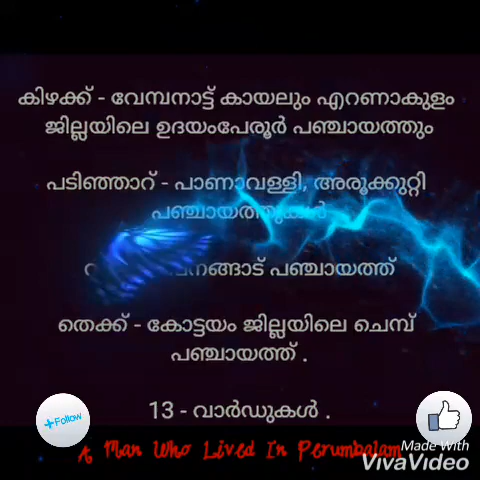 കിഴക്ക് - വേമ്പനാട്ട് കായലും എറണാകുളം
ജില്ലയിലെ ഉദയംപേരൂർ പഞ്ചായത്തും
പടിഞ്ഞാറ് - പാണാവള്ളി, അരൂക്കുറ്റി
പഞ്ചായത്തുകൾ
പഞ്ചായത്ത്
തെക്ക് - കോട്ടയം ജില്ലയിലെ ചെമ്പ്
പഞ്ചായത്ത് .
13 - വാർഡുകൾ .
+Follow
A Man Who Lived In Perumbalam
Made With
VivaVideo